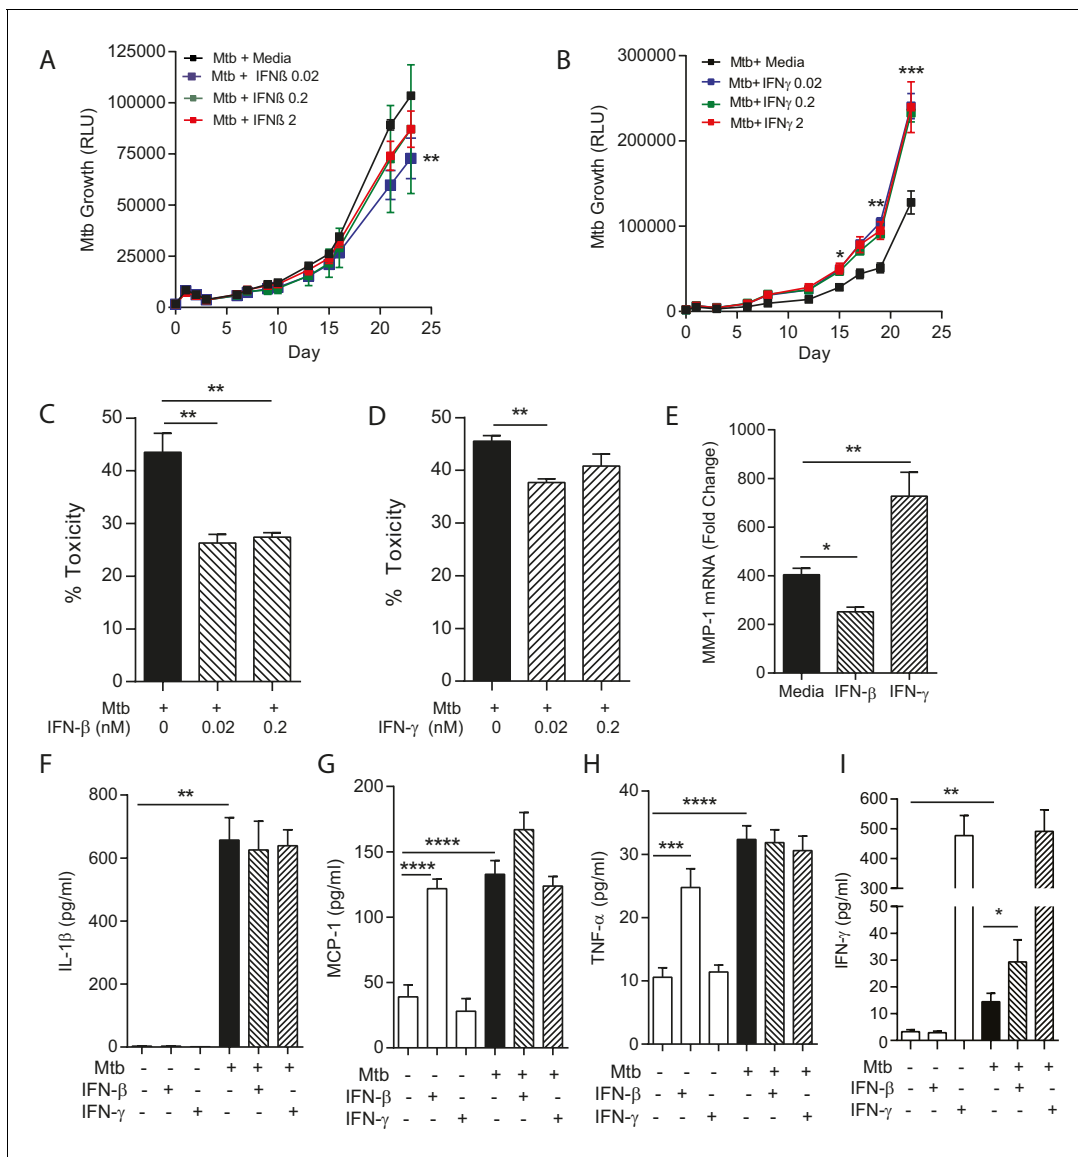 A
Mtb Growth (RLU)
125000
100000
75000
50000
25000
0
Mtb + Media
Mtb + IFNß 0.02
Mtb + IFNß 0.2
Mtb + IFNß 2
**
0 5 10 15 20 25
Day
B
Mtb Growth (RLU)
300000
200000
100000
0
Mtb+ Media
Mtb+IFNγ 0.02
Mtb+IFNγ 0.2
Mtb+IFNγ 2
***
**
*
0 5 10 15 20 25
Day
C
% Toxicity
50
40
30
20
10
0
**
**
Mtb + + +
IFN-β (nM) 0 0.02 0.2
D
% Toxicity
50
40
30
20
10
0
**
Mtb + + +
IFN-γ (nM) 0 0.02 0.2
E
MMP-1 mRNA (Fold Change)
1000
800
600
400
200
0
**
*
Media IFN-β IFN-γ
F
IL-1β (pg/ml)
800
600
400
200
0
**
Mtb - - - + + +
IFN-β - + - - + -
IFN-γ - - + - - +
G
MCP-1 (pg/ml)
200
150
100
50
0
****
****
- - - + + +
- + - - + -
- - + - - +
H
TNF-α (pg/ml)
40
30
20
10
0
****
***
Mtb - - - + + +
IFN-β - + - - + -
IFN-γ - - + - - +
I
IFN-γ (pg/ml)
600
500
400
300
50
40
30
20
10
0
**
*
- - - + + +
- + - - + -
- - + - - +